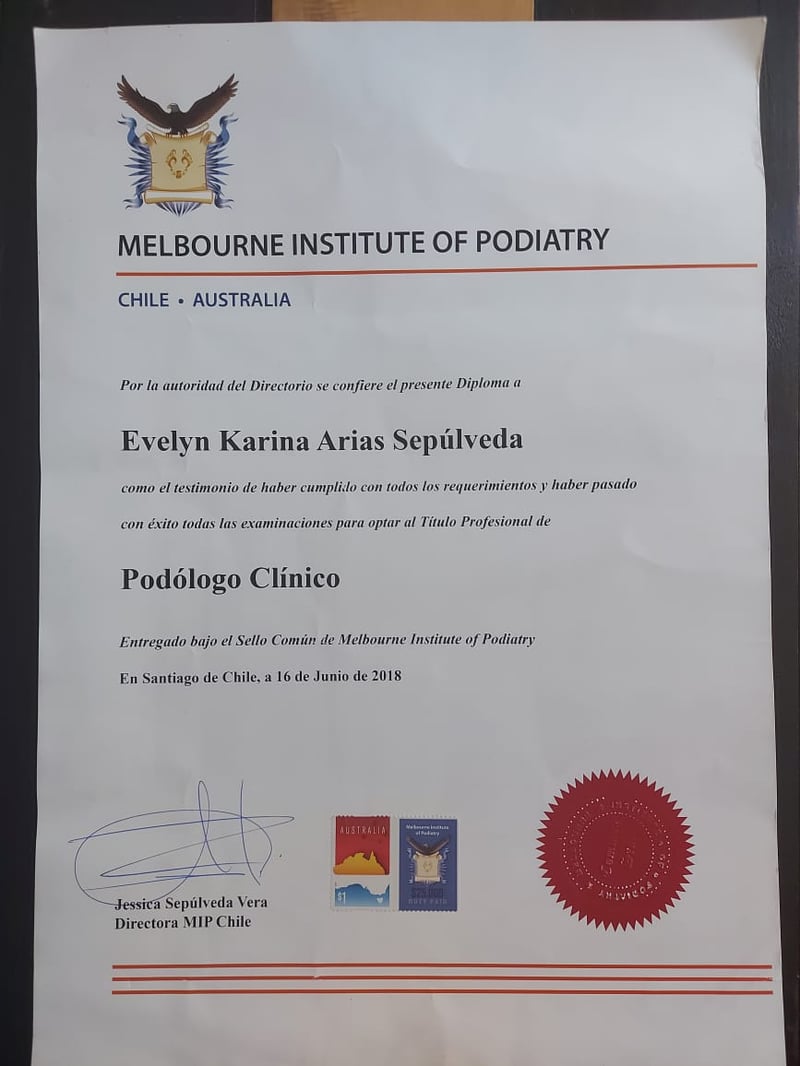 MELBOURNE INSTITUTE OF PODIATRY
CHILE • AUSTRALIA
Por la autoridad del Directorio se confiere el presente Diploma a
Evelyn Karina Arias Sepúlveda
como el testimonio de haber cumplido con todos los requerimientos y haber pasado
con éxito todas las examinaciones para optar al Título Profesional de
Podólogo Clínico
Entregado bajo el Sello Común de Melbourne Institute of Podiatry
En Santiago de Chile, a 16 de Junio de 2018
AUSTRALIA
$1
Melbourne Institute
of Podiatry
$25.000
DUTY PAID
Jessica Sepúlveda Vera
Directora MIP Chile